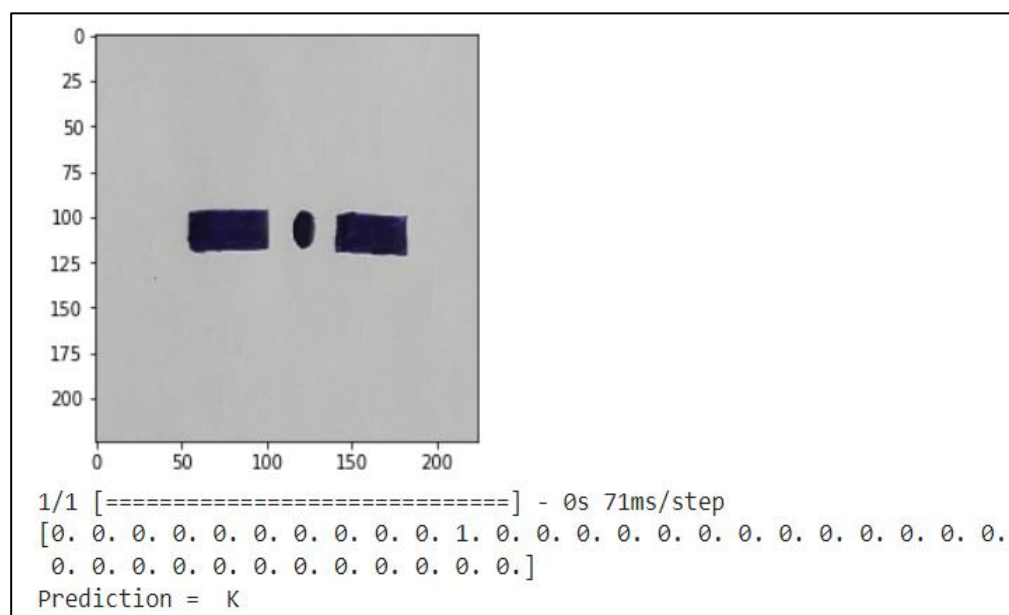 0
25
50
75
100
125
150
175
200
0 50 100 150 200
1/1 [==============================] - 0s 71ms/step
[0. 0. 0. 0. 0. 0. 0. 0. 0. 0. 1. 0. 0. 0. 0. 0. 0. 0. 0. 0. 0. 0. 0. 0.
0. 0. 0. 0. 0. 0. 0. 0. 0. 0. 0. 0.]
Prediction =  K